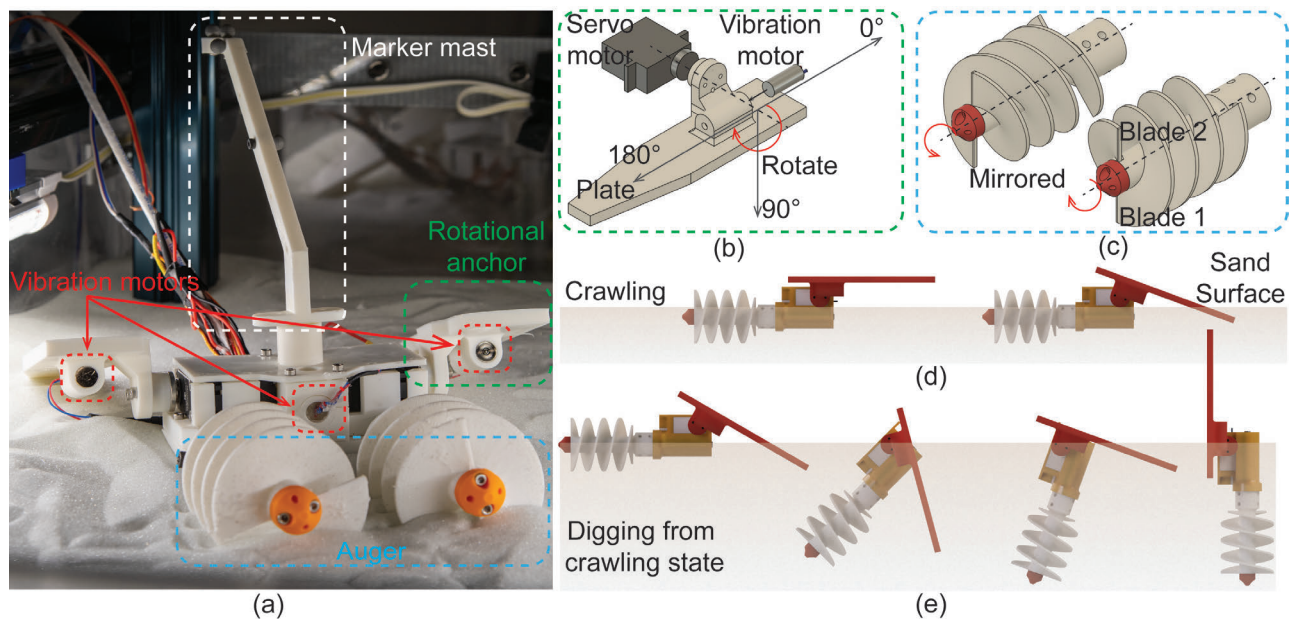 Marker mast
Rotational
anchor
Vibration motors
Auger
(a)
Servo
motor
Vibration
motor
0°
180°
Rotate
Plate
90°
(b)
Blade 2
Mirrored
Blade 1
(c)
Crawling
Sand
Surface
(d)
Digging from
crawling state
(e)